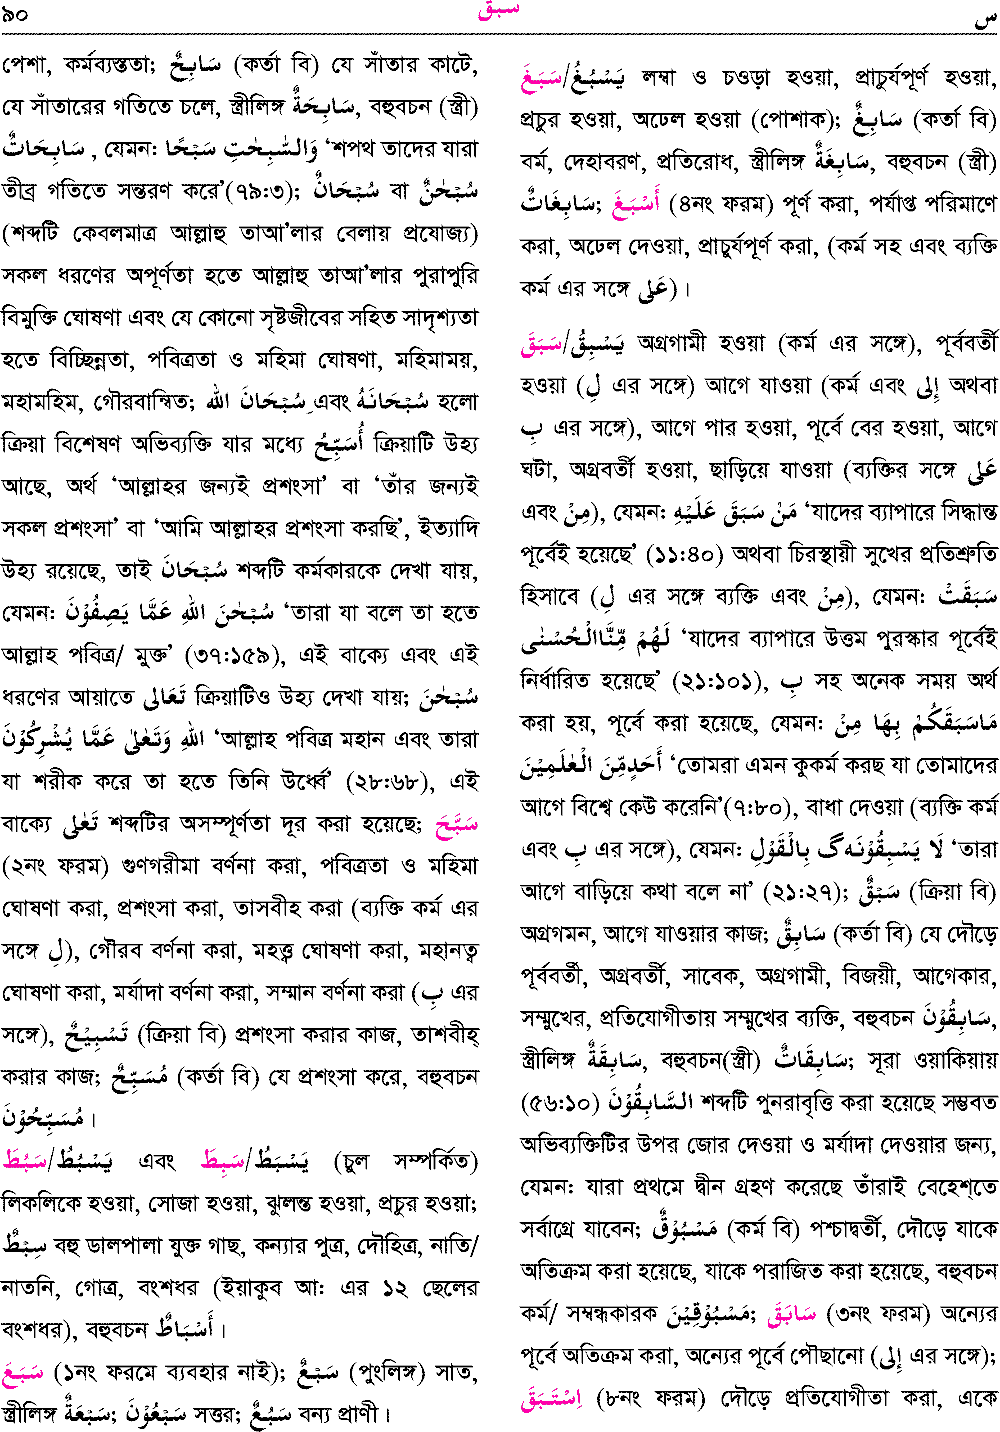 ৯০ سبق س
পেশা, কর্মব্যস্ততা; سَابِحٌ (কর্তা বি) যে সাঁতার কাটে,
যে সাঁতারের গতিতে চলে, স্ত্রীলিঙ্গ سَابِحَةٌ, বহুবচন (স্ত্রী)
سَابِحَاتٌ , যেমন: وَالسّٰبِحٰتِ سَبْحًا ‘শপথ তাদের যারা
তীব্র গতিতে সন্তরণ করে’(৭৯:৩); سُبْحَانٌ বা سُبْحٰنٌ
(শব্দটি কেবলমাত্র আল্লাহু তাআ’লার বেলায় প্রযোজ্য)
সকল ধরণের অপূর্ণতা হতে আল্লাহু তাআ’লার পুরাপুরি
বিমুক্তি ঘোষণা এবং যে কোনো সৃষ্টজীবের সহিত সাদৃশ্যতা
হতে বিচ্ছিন্নতা, পবিত্রতা ও মহিমা ঘোষণা, মহিমাময়,
মহামহিম, গৌরবান্বিত; سُبْحَانَ اللهِ এবং سُبْحَانَهُ হলো
ক্রিয়া বিশেষণ অভিব্যক্তি যার মধ্যে أُسَبِّحُ ক্রিয়াটি উহ্য
আছে, অর্থ ‘আল্লাহর জন্যই প্রশংসা’ বা ‘তাঁর জন্যই
সকল প্রশংসা’ বা ‘আমি আল্লাহর প্রশংসা করছি’, ইত্যাদি
উহ্য রয়েছে, তাই سُبْحَانَ শব্দটি কর্মকারকে দেখা যায়,
যেমন: سُبْحٰنَ اللهِ عَمَّا يَصِفُوْنَ ‘তারা যা বলে তা হতে
আল্লাহ পবিত্র/ মুক্ত’ (৩৭:১৫৯), এই বাক্যে এবং এই
ধরণের আয়াতে تَعَالى ক্রিয়াটিও উহ্য দেখা যায়; سُبْحٰنَ
اللهِ وَتَعٰلىٰ عَمَّا يُشْرِكُوْنَ ‘আল্লাহ পবিত্র মহান এবং তারা
যা শরীক করে তা হতে তিনি উর্ধ্বে’ (২৮:৬৮), এই
বাক্যে تَعٰلى শব্দটির অসম্পূর্ণতা দূর করা হয়েছে; سَبَّحَ
(২নং ফরম) গুণগরীমা বর্ণনা করা, পবিত্রতা ও মহিমা
ঘোষণা করা, প্রশংসা করা, তাসবীহ করা (ব্যক্তি কর্ম এর
সঙ্গে لِ), গৌরব বর্ণনা করা, মহত্ত্ব ঘোষণা করা, মহানত্ব
ঘোষণা করা, মর্যাদা বর্ণনা করা, সম্মান বর্ণনা করা (بِ এর
সঙ্গে), تَسْبِيْحٌ (ক্রিয়া বি) প্রশংসা করার কাজ, তাশবীহ্
করার কাজ; مُسَبِّحٌ (কর্তা বি) যে প্রশংসা করে, বহুবচন
مُسَبِّحُوْنَ ।
سَبُطَ/يَسْبُطُ এবং سَبِطَ/يَسْبَطُ (চুল সম্পর্কিত)
লিকলিকে হওয়া, সোজা হওয়া, ঝুলন্ত হওয়া, প্রচুর হওয়া;
سِبْطٌ বহু ডালপালা যুক্ত গাছ, কন্যার পুত্র, দৌহিত্র, নাতি/
নাতনি, গোত্র, বংশধর (ইয়াকুব আ: এর ১২ ছেলের
বংশধর), বহুবচন أَسْبَاطٌ ।
سَبَعَ (১নং ফরমে ব্যবহার নাই); سَبْعٌ (পুংলিঙ্গ) সাত,
স্ত্রীলিঙ্গ سَبْعَةٌ; سَبْعُوْنَ সত্তর; سَبُعٌ বন্য প্রাণী ।
سَبَغَ/يَسْبُغُ লম্বা ও চওড়া হওয়া, প্রাচুর্যপূর্ণ হওয়া,
প্রচুর হওয়া, অঢেল হওয়া (পোশাক); سَابِغٌ (কর্তা বি)
বর্ম, দেহাবরণ, প্রতিরোধ, স্ত্রীলিঙ্গ سَابِغَةٌ, বহুবচন (স্ত্রী)
سَابِغَاتٌ; أَسْبَغَ (৪নং ফরম) পূর্ণ করা, পর্যাপ্ত পরিমাণে
করা, অঢেল দেওয়া, প্রাচুর্যপূর্ণ করা, (কর্ম সহ এবং ব্যক্তি
কর্ম এর সঙ্গে عَلى) ।
سَبَقَ/يَسْبِقُ অগ্রগামী হওয়া (কর্ম এর সঙ্গে), পূর্ববর্তী
হওয়া (لِ এর সঙ্গে) আগে যাওয়া (কর্ম এবং إِلى অথবা
بِ এর সঙ্গে), আগে পার হওয়া, পূর্বে বের হওয়া, আগে
ঘটা, অগ্রবর্তী হওয়া, ছাড়িয়ে যাওয়া (ব্যক্তির সঙ্গে عَلى
এবং مِنْ), যেমন: مَنْ سَبَقَ عَلَيْهِ ‘যাদের ব্যাপারে সিদ্ধান্ত
পূর্বেই হয়েছে’ (১১:৪০) অথবা চিরস্থায়ী সুখের প্রতিশ্রুতি
হিসাবে (لِ এর সঙ্গে ব্যক্তি এবং مِنْ), যেমন: سَبَقَتْ
لَهُمْ مِّنَّاالْحُسْنٰى ‘যাদের ব্যাপারে উত্তম পুরস্কার পূর্বেই
নির্ধারিত হয়েছে’ (২১:১০১), بِ সহ অনেক সময় অর্থ
করা হয়, পূর্বে করা হয়েছে, যেমন: مَاسَبَقَكُمْ بِهَا مِنْ
أَحَدٍمِّنَ الْعٰلَمِيْنَ ‘তোমরা এমন কুকর্ম করছ যা তোমাদের
আগে বিশ্বে কেউ করেনি’(৭:৮০), বাধা দেওয়া (ব্যক্তি কর্ম
এবং بِ এর সঙ্গে), যেমন: لَا يَسْبِقُوْنَهٗ بِالْقَوْلِ ‘তারা
আগে বাড়িয়ে কথা বলে না’ (২১:২৭); سَبْقٌ (ক্রিয়া বি)
অগ্রগমন, আগে যাওয়ার কাজ; سَابِقٌ (কর্তা বি) যে দৌড়ে
পূর্ববর্তী, অগ্রবর্তী, সাবেক, অগ্রগামী, বিজয়ী, আগেকার,
সম্মুখের, প্রতিযোগীতায় সম্মুখের ব্যক্তি, বহুবচন سَابِقُوْنَ,
স্ত্রীলিঙ্গ سَابِقَةٌ, বহুবচন(স্ত্রী) سَابِقَاتٌ; সূরা ওয়াকিয়ায়
(৫৬:১০) السَّابِقُوْنَ শব্দটি পুনরাবৃত্তি করা হয়েছে সম্ভবত
অভিব্যক্তিটির উপর জোর দেওয়া ও মর্যাদা দেওয়ার জন্য,
যেমন: যারা প্রথমে দ্বীন গ্রহণ করেছে তাঁরাই বেহেশ্‌তে
সর্বাগ্রে যাবেন; مَسْبُوْقٌ (কর্ম বি) পশ্চাদ্বর্তী, দৌড়ে যাকে
অতিক্রম করা হয়েছে, যাকে পরাজিত করা হয়েছে, বহুবচন
কর্ম/ সম্বন্ধকারক مَسْبُوْقِيْنَ; سَابَقَ (৩নং ফরম) অন্যের
পূর্বে অতিক্রম করা, অন্যের পূর্বে পৌছানো (إِلى এর সঙ্গে);
اِسْتَبَقَ (৮নং ফরম) দৌড়ে প্রতিযোগীতা করা, একে